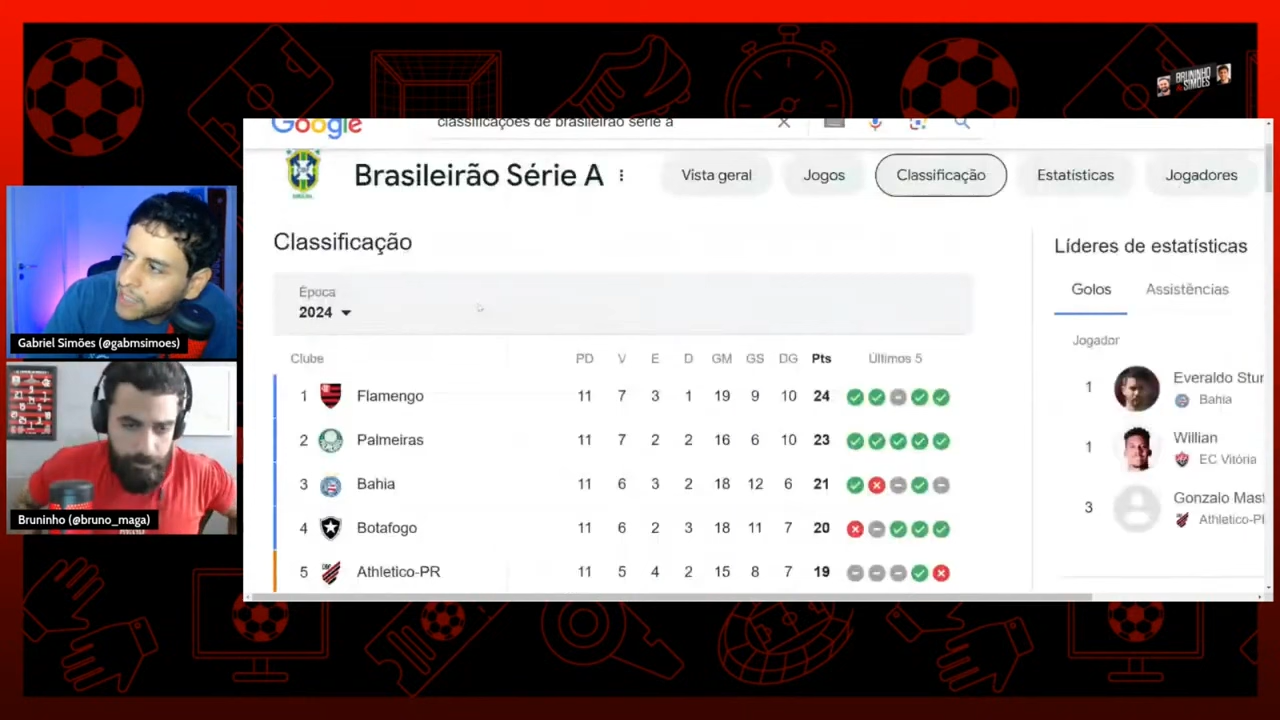 BRUNINHO
& SIMÕES
Google
classificações de brasileirão série a
Brasileirão Série A
Vista geral
Jogos
Classificação
Estatísticas
Jogadores
Classificação
Época
2024
Clube PD V E D GM GS DG Pts Últimos 5
1 Flamengo 11 7 3 1 19 9 10 24
2 Palmeiras 11 7 2 2 16 6 10 23
3 Bahia 11 6 3 2 18 12 6 21
4 Botafogo 11 6 2 3 18 11 7 20
5 Athletico-PR 11 5 4 2 15 8 7 19
Líderes de estatísticas
Golos Assistências
Jogador
1 Everaldo Stur
Bahia
1 Willian
EC Vitória
3 Gonzalo Mast
Athletico-PR
Gabriel Simões (@gabmsimoes)
Bruninho (@bruno_maga)